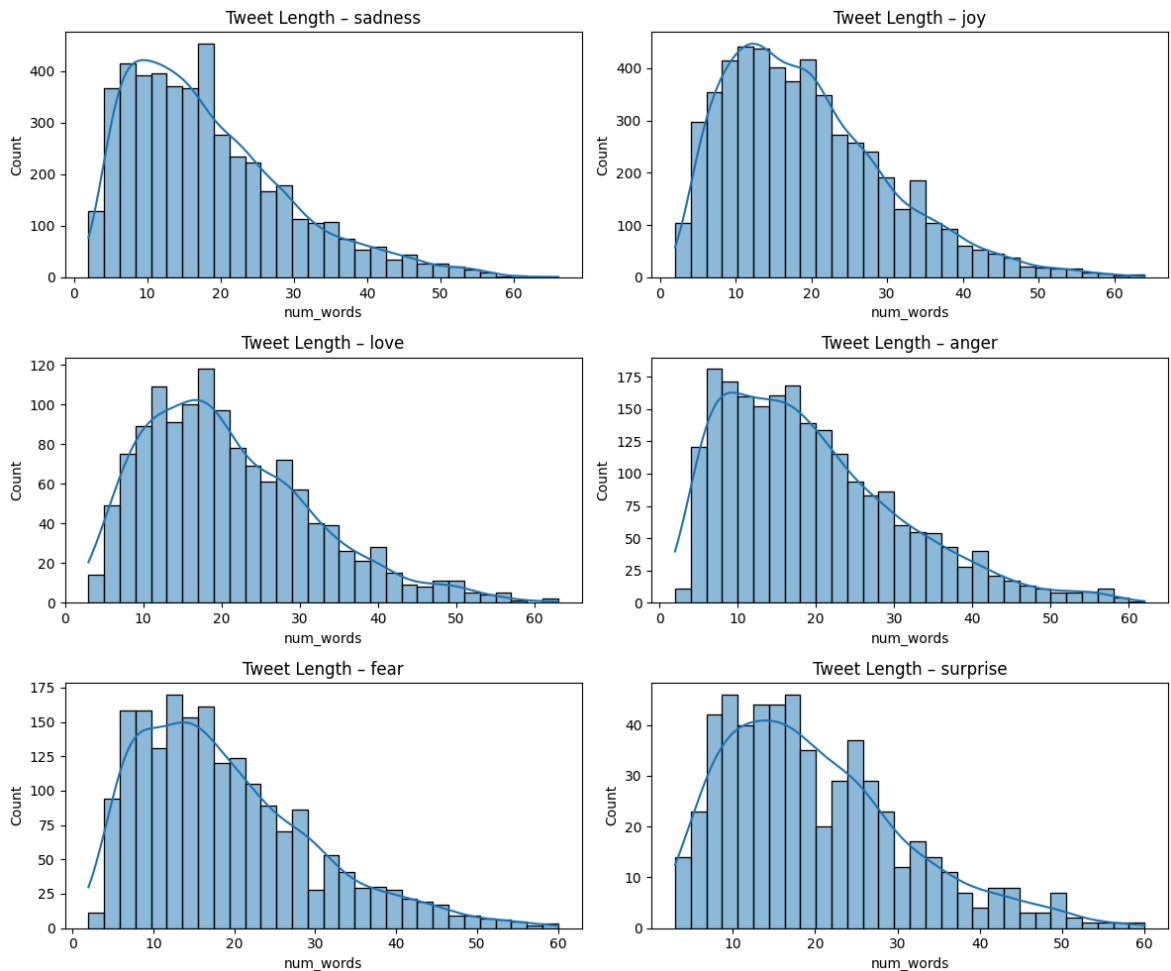 Tweet Length – sadness
Count
400
300
200
100
0
0 10 20 30 40 50 60
num_words
Tweet Length – joy
Count
400
300
200
100
0
0 10 20 30 40 50 60
num_words
Tweet Length – love
Count
120
100
80
60
40
20
0
0 10 20 30 40 50 60
num_words
Tweet Length – anger
Count
175
150
125
100
75
50
25
0
0 10 20 30 40 50 60
num_words
Tweet Length – fear
Count
175
150
125
100
75
50
25
0
0 10 20 30 40 50 60
num_words
Tweet Length – surprise
Count
40
30
20
10
0
10 20 30 40 50 60
num_words